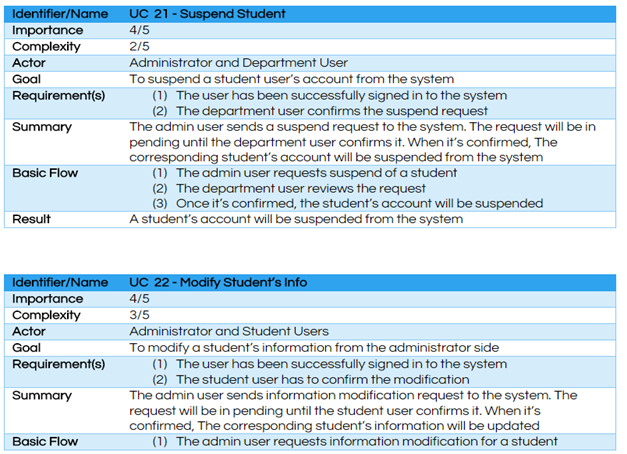 Identifier/Name UC 21 - Suspend Student
Importance 4/5
Complexity 2/5
Actor Administrator and Department User
Goal To suspend a student user's account from the system
Requirement(s) (1) The user has been successfully signed in to the system
(2) The department user confirms the suspend request
Summary The admin user sends a suspend request to the system. The request will be in
pending until the department user confirms it. When it's confirmed, The
corresponding student's account will be suspended from the system
Basic Flow (1) The admin user requests suspend of a student
(2) The department user reviews the request
(3) Once it's confirmed, the student's account will be suspended
Result A student's account will be suspended from the system
Identifier/Name UC 22 - Modify Student's Info
Importance 4/5
Complexity 3/5
Actor Administrator and Student Users
Goal To modify a student's information from the administrator side
Requirement(s) (1) The user has been successfully signed in to the system
(2) The student user has to confirm the modification
Summary The admin user sends information modification request to the system. The
request will be in pending until the student user confirms it. When it's
confirmed, The corresponding student's information will be updated
Basic Flow (1) The admin user requests information modification for a student